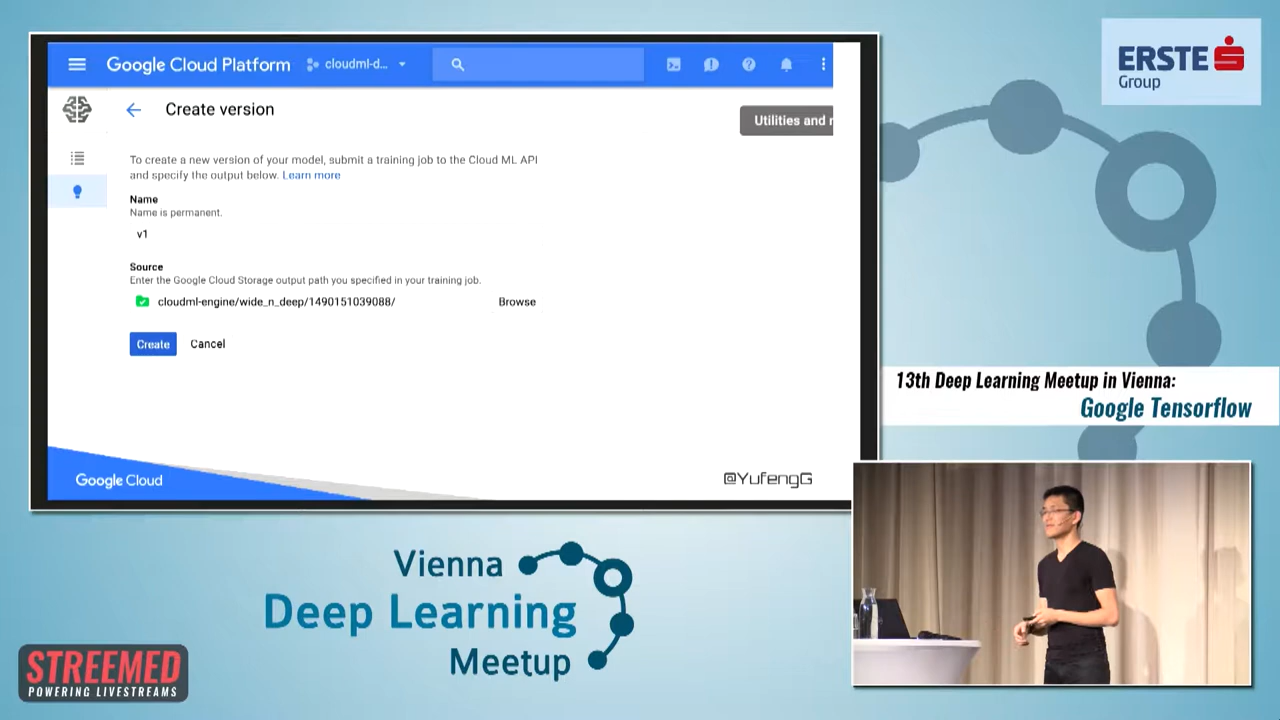 Google Cloud Platform
cloudml-d...
Create version
Utilities and r
To create a new version of your model, submit a training job to the Cloud ML API
and specify the output below. Learn more
Name
Name is permanent.
v1
Source
Enter the Google Cloud Storage output path you specified in your training job.
cloudml-engine/wide_n_deep/1490151039088/
Browse
Create
Cancel
Google Cloud
@YufengG
ERSTE
Group
13th Deep Learning Meetup in Vienna:
Google Tensorflow
Vienna
Deep Learning
Meetup
STREEMED
POWERING LIVESTREAMS